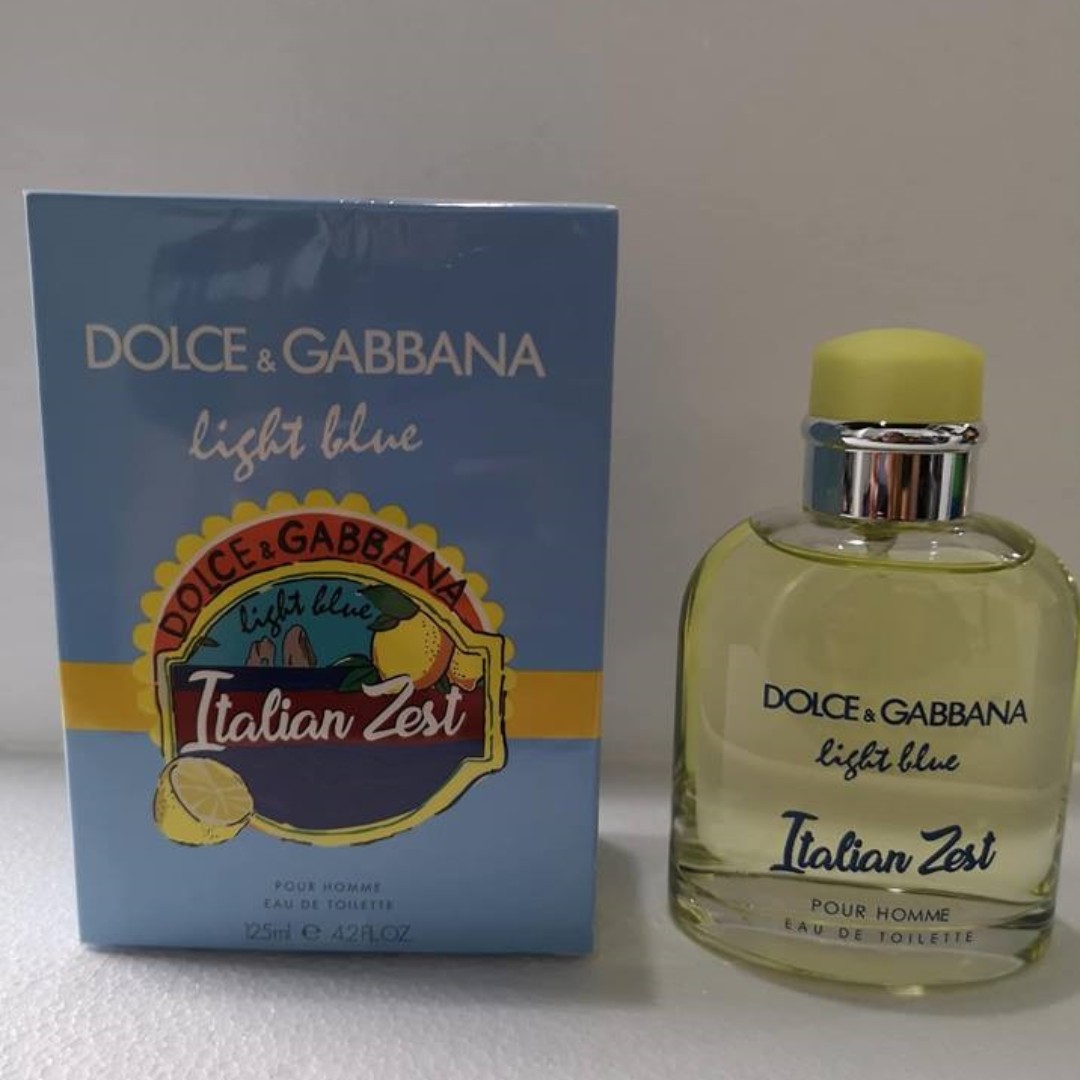 DOLCE & GABBANA
light blue
DOLCE & GABBANA
light blue
Italian Zest
POUR HOMME
EAU DE TOILETTE
125ml e 4.2FL.OZ.
DOLCE & GABBANA
light blue
Italian Zest
POUR HOMME
EAU DE TOILETTE